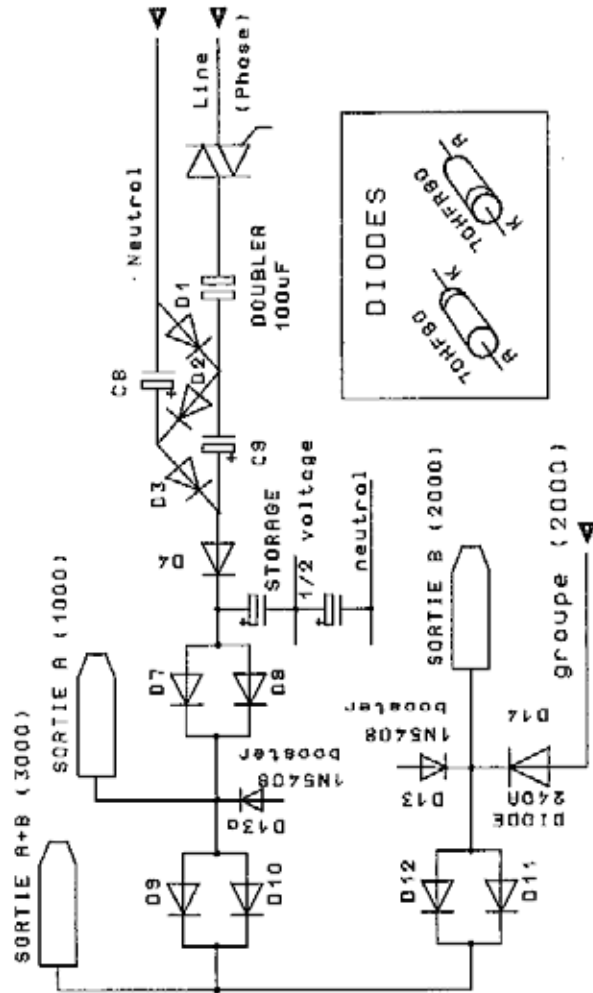 Neutral
Line
(Phase)
DOUBLER
100uF
C8
D1
D2
C9
D3
D4
STORAGE
1/2 voltage
neutral
D7
D8
SORTIE A (1000)
SORTIE A+B (3000)
D9
D10
D13a
1N5408
booster
SORTIE B (2000)
D13
1N5408
booster
D14
DIODE
240A
groupe (2000)
D12
D11
DIODES
70HF80
A
K
70HFR80
K
A
+
+
+
+